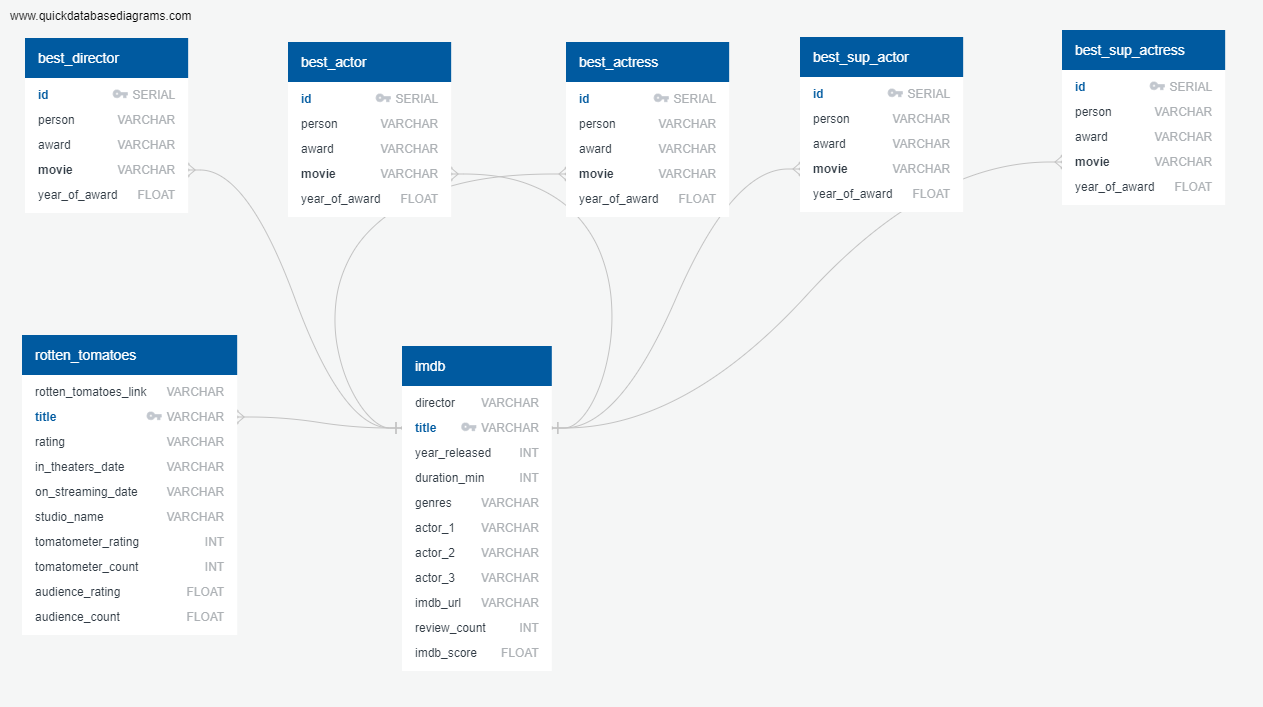 www.quickdatabasediagrams.com
best_director
id SERIAL
person VARCHAR
award VARCHAR
movie VARCHAR
year_of_award FLOAT
best_actor
id SERIAL
person VARCHAR
award VARCHAR
movie VARCHAR
year_of_award FLOAT
best_actress
id SERIAL
person VARCHAR
award VARCHAR
movie VARCHAR
year_of_award FLOAT
best_sup_actor
id SERIAL
person VARCHAR
award VARCHAR
movie VARCHAR
year_of_award FLOAT
best_sup_actress
id SERIAL
person VARCHAR
award VARCHAR
movie VARCHAR
year_of_award FLOAT
rotten_tomatoes
rotten_tomatoes_link VARCHAR
title VARCHAR
rating VARCHAR
in_theaters_date VARCHAR
on_streaming_date VARCHAR
studio_name VARCHAR
tomatometer_rating INT
tomatometer_count INT
audience_rating FLOAT
audience_count FLOAT
imdb
director VARCHAR
title VARCHAR
year_released INT
duration_min INT
genres VARCHAR
actor_1 VARCHAR
actor_2 VARCHAR
actor_3 VARCHAR
imdb_url VARCHAR
review_count INT
imdb_score FLOAT